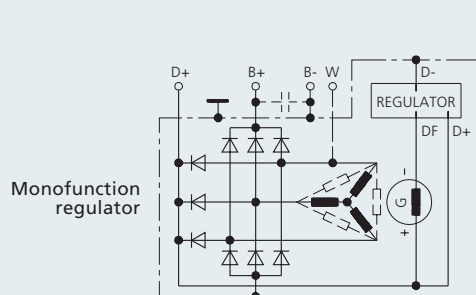 D+ B+ B- W D-
REGULATOR
DF D+
Monofunction
regulator
G
-
+